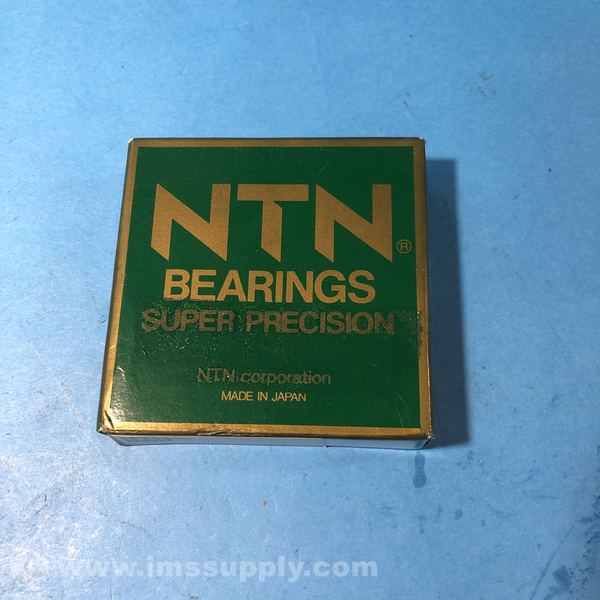 NTN®
BEARINGS
SUPER PRECISION
NTN corporation
MADE IN JAPAN
www.imssupply.com